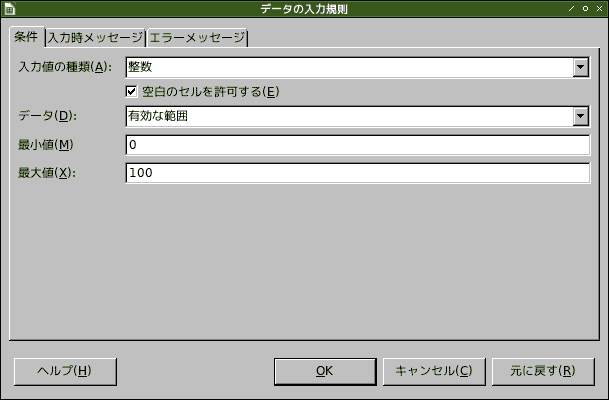 データの入力規則
条件 入力時メッセージ エラーメッセージ
入力値の種類(A): 整数
空白のセルを許可する(E)
データ(D): 有効な範囲
最小値(M) 0
最大値(X): 100
ヘルプ(H) OK キャンセル(C) 元に戻す(R)